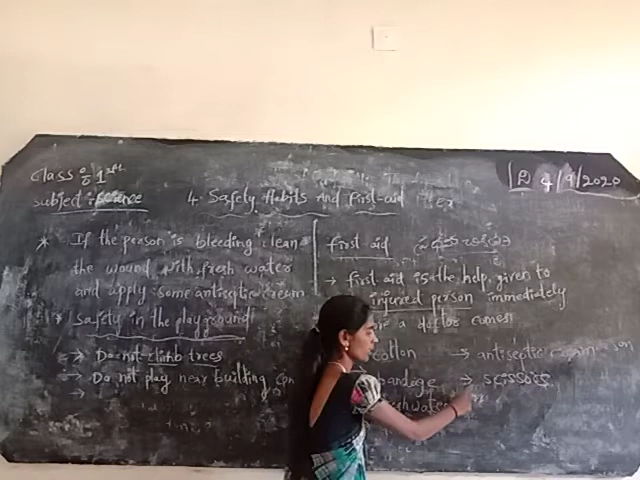 Class : 1st
D 4/9/2020
Subject : Science
4. Safety Habits And First-aid
* If the person is bleeding clean
the wound with fresh water
and apply some antiseptic cream
* Safety in the playground
→ Do not climb trees
→ Do not play near building con
→
First aid
→ First aid is the help, given to
injured person immediately
a doctor comes
cotton → antiseptic
bandage →